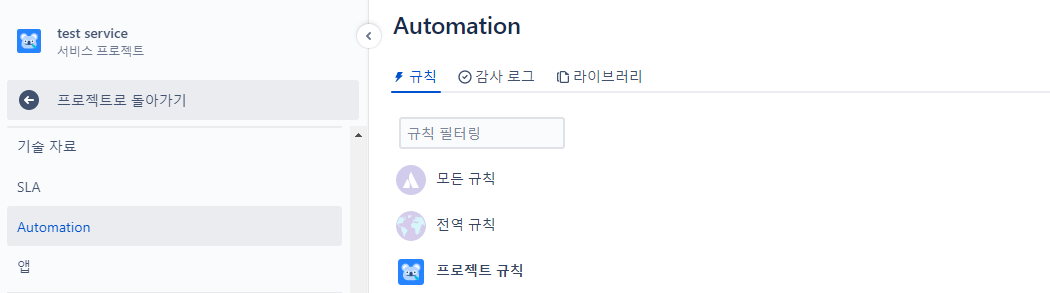 test service
서비스 프로젝트
프로젝트로 돌아가기
기술 자료
SLA
Automation
앱
Automation
규칙 감사 로그 라이브러리
규칙 필터링
모든 규칙
전역 규칙
프로젝트 규칙